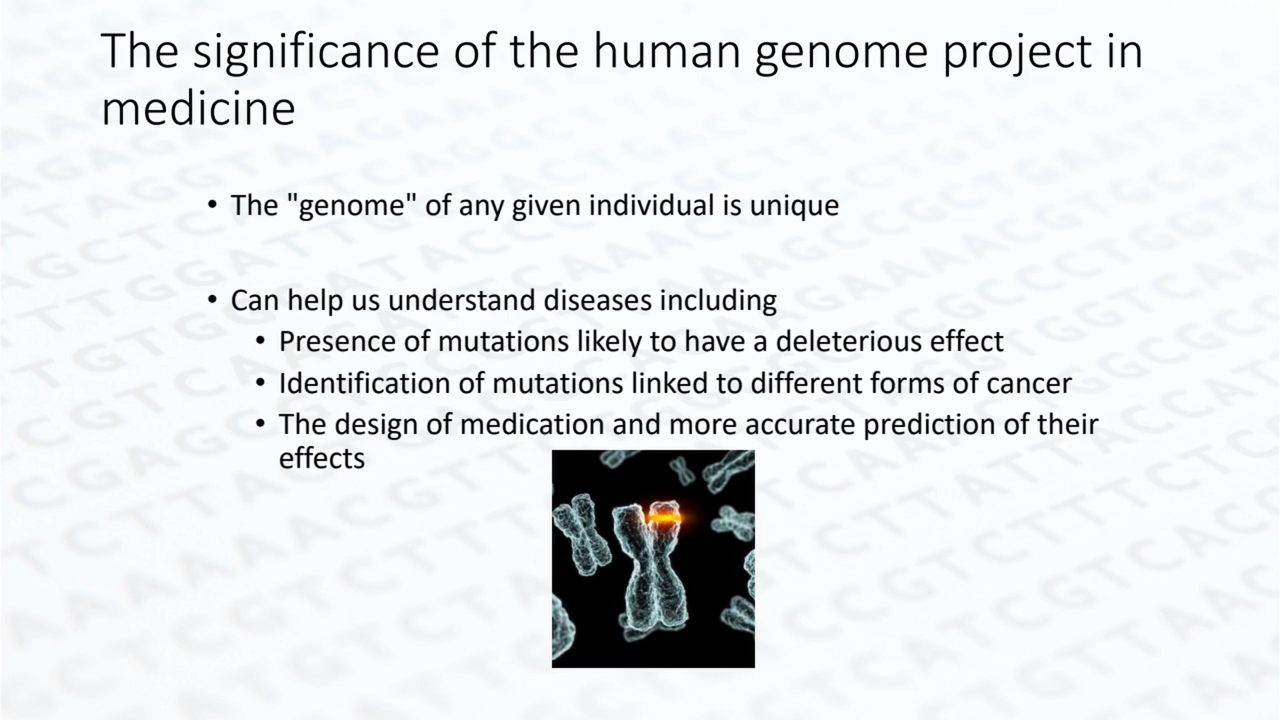 The significance of the human genome project in
medicine
• The "genome" of any given individual is unique
• Can help us understand diseases including
• Presence of mutations likely to have a deleterious effect
• Identification of mutations linked to different forms of cancer
• The design of medication and more accurate prediction of their
effects